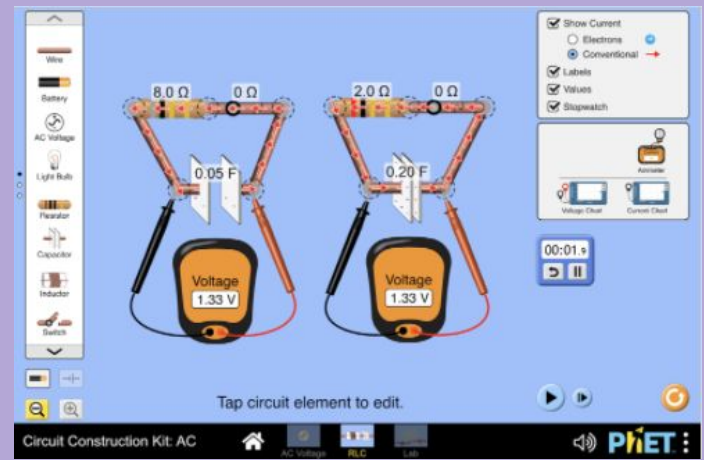 Wire
Battery
AC Voltage
Light Bulb
Resistor
Capacitor
Inductor
Switch
8.0 Ω
0 Ω
0.05 F
Voltage
1.33 V
2.0 Ω
0 Ω
0.20 F
Voltage
1.33 V
Tap circuit element to edit.
Show Current
Electrons
Conventional
Labels
Values
Stopwatch
Ammeter
Voltage Chart
Current Chart
00:01.9
Circuit Construction Kit: AC
AC Voltage
RLC
Lab
PhET